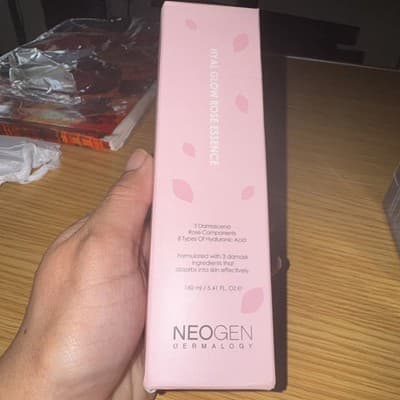 HYAL GLOW ROSE ESSENCE
3 Damascena
Rose Components
8 Types Of Hyaluronic Acid
Formulated with 3 damask
ingredients that
absorbs into skin effectively
160 ml / 5.41 FL. OZ e
NEOGEN
DERMALOGY